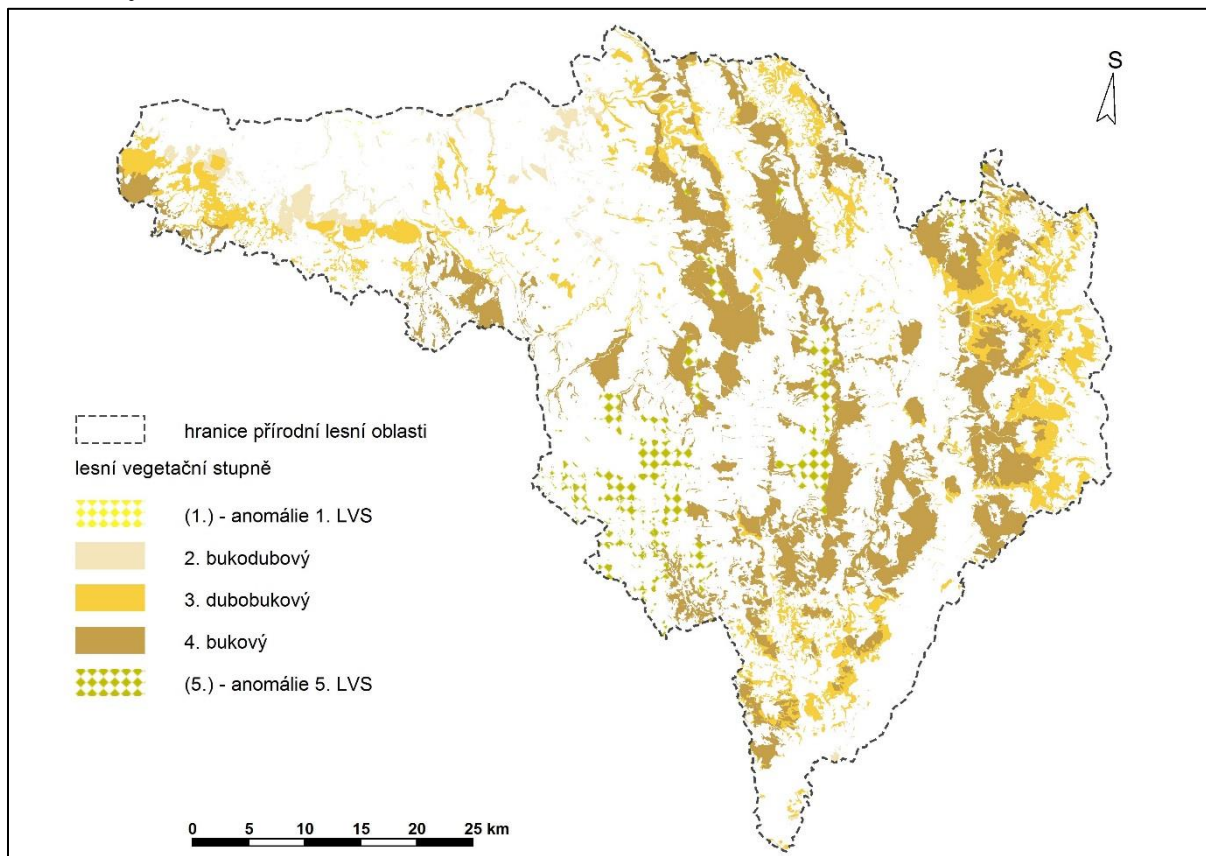 S
hranice přírodní lesní oblasti
lesní vegetační stupně
(1.) - anomálie 1. LVS
2. bukodubový
3. dubobukový
4. bukový
(5.) - anomálie 5. LVS
0 5 10 15 20 25 km